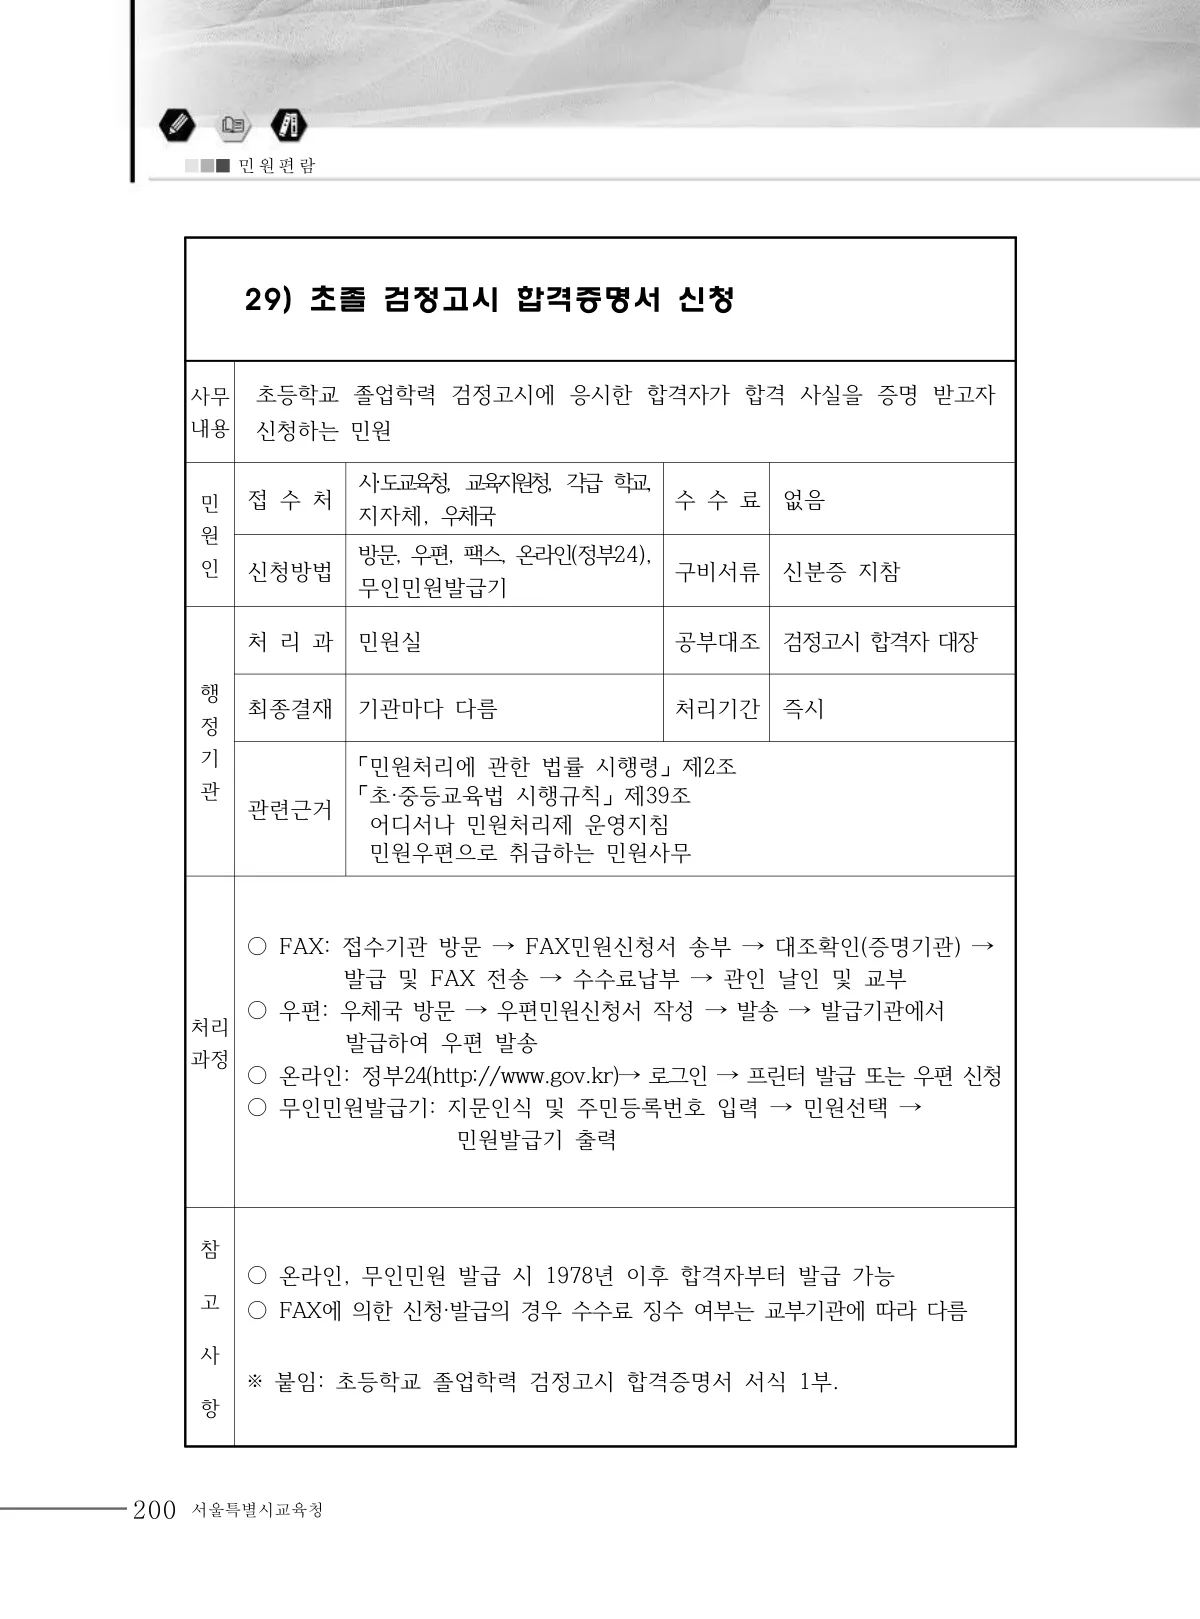 민원편람
29) 초졸 검정고시 합격증명서 신청
사무
내용
초등학교 졸업학력 검정고시에 응시한 합격자가 합격 사실을 증명 받고자
신청하는 민원
민
원
인
접 수 처
시·도교육청, 교육지원청, 각급 학교,
지자체, 우체국
수 수 료
없음
신청방법
방문, 우편, 팩스, 온라인(정부24),
무인민원발급기
구비서류
신분증 지참
행
정
기
관
처 리 과
민원실
공부대조
검정고시 합격자 대장
최종결재
기관마다 다름
처리기간
즉시
관련근거
「민원처리에 관한 법률 시행령」 제2조
「초·중등교육법 시행규칙」 제39조
어디서나 민원처리제 운영지침
민원우편으로 취급하는 민원사무
처리
과정
○ FAX: 접수기관 방문 → FAX민원신청서 송부 → 대조확인(증명기관) →
발급 및 FAX 전송 → 수수료납부 → 관인 날인 및 교부
○ 우편: 우체국 방문 → 우편민원신청서 작성 → 발송 → 발급기관에서
발급하여 우편 발송
○ 온라인: 정부24(http://www.gov.kr)→ 로그인 → 프린터 발급 또는 우편 신청
○ 무인민원발급기: 지문인식 및 주민등록번호 입력 → 민원선택 →
민원발급기 출력
참
고
사
항
○ 온라인, 무인민원 발급 시 1978년 이후 합격자부터 발급 가능
○ FAX에 의한 신청·발급의 경우 수수료 징수 여부는 교부기관에 따라 다름
※ 붙임: 초등학교 졸업학력 검정고시 합격증명서 서식 1부.
200 서울특별시교육청